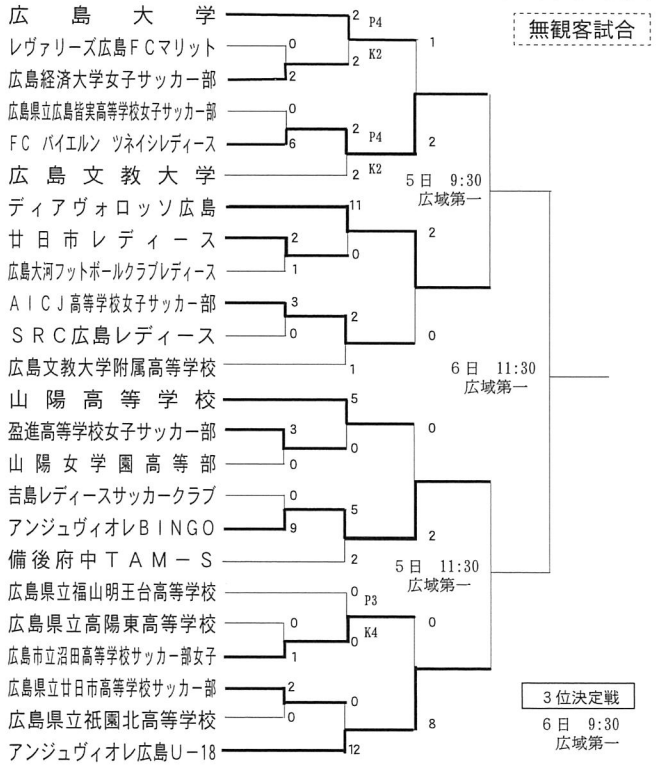 広島大学
2 P4
無観客試合
レヴァリーズ広島FCマリット
0
1
2 K2
広島経済大学女子サッカー部
2
広島県立広島皆実高等学校女子サッカー部
0
2 P4
FC バイエルン ツネイシレディース
6
2
広島文教大学
2 K2
5日 9:30
広域第一
ディアヴォロッソ広島
11
廿日市レディース
2
2
0
広島大河フットボールクラブレディース
1
AICJ高等学校女子サッカー部
3
2
SRC広島レディース
0
0
広島文教大学附属高等学校
1
6日 11:30
広域第一
山陽高等学校
5
盈進高等学校女子サッカー部
3
0
0
山陽女学園高等部
0
吉島レディースサッカークラブ
0
5
アンジュヴィオレBINGO
9
2
備後府中TAM-S
2
5日 11:30
広域第一
広島県立福山明王台高等学校
0 P3
広島県立高陽東高等学校
0
0
0 K4
広島市立沼田高等学校サッカー部女子
1
広島県立廿日市高等学校サッカー部
2
0
広島県立祇園北高等学校
0
8
アンジュヴィオレ広島U-18
12
3位決定戦
6日 9:30
広域第一